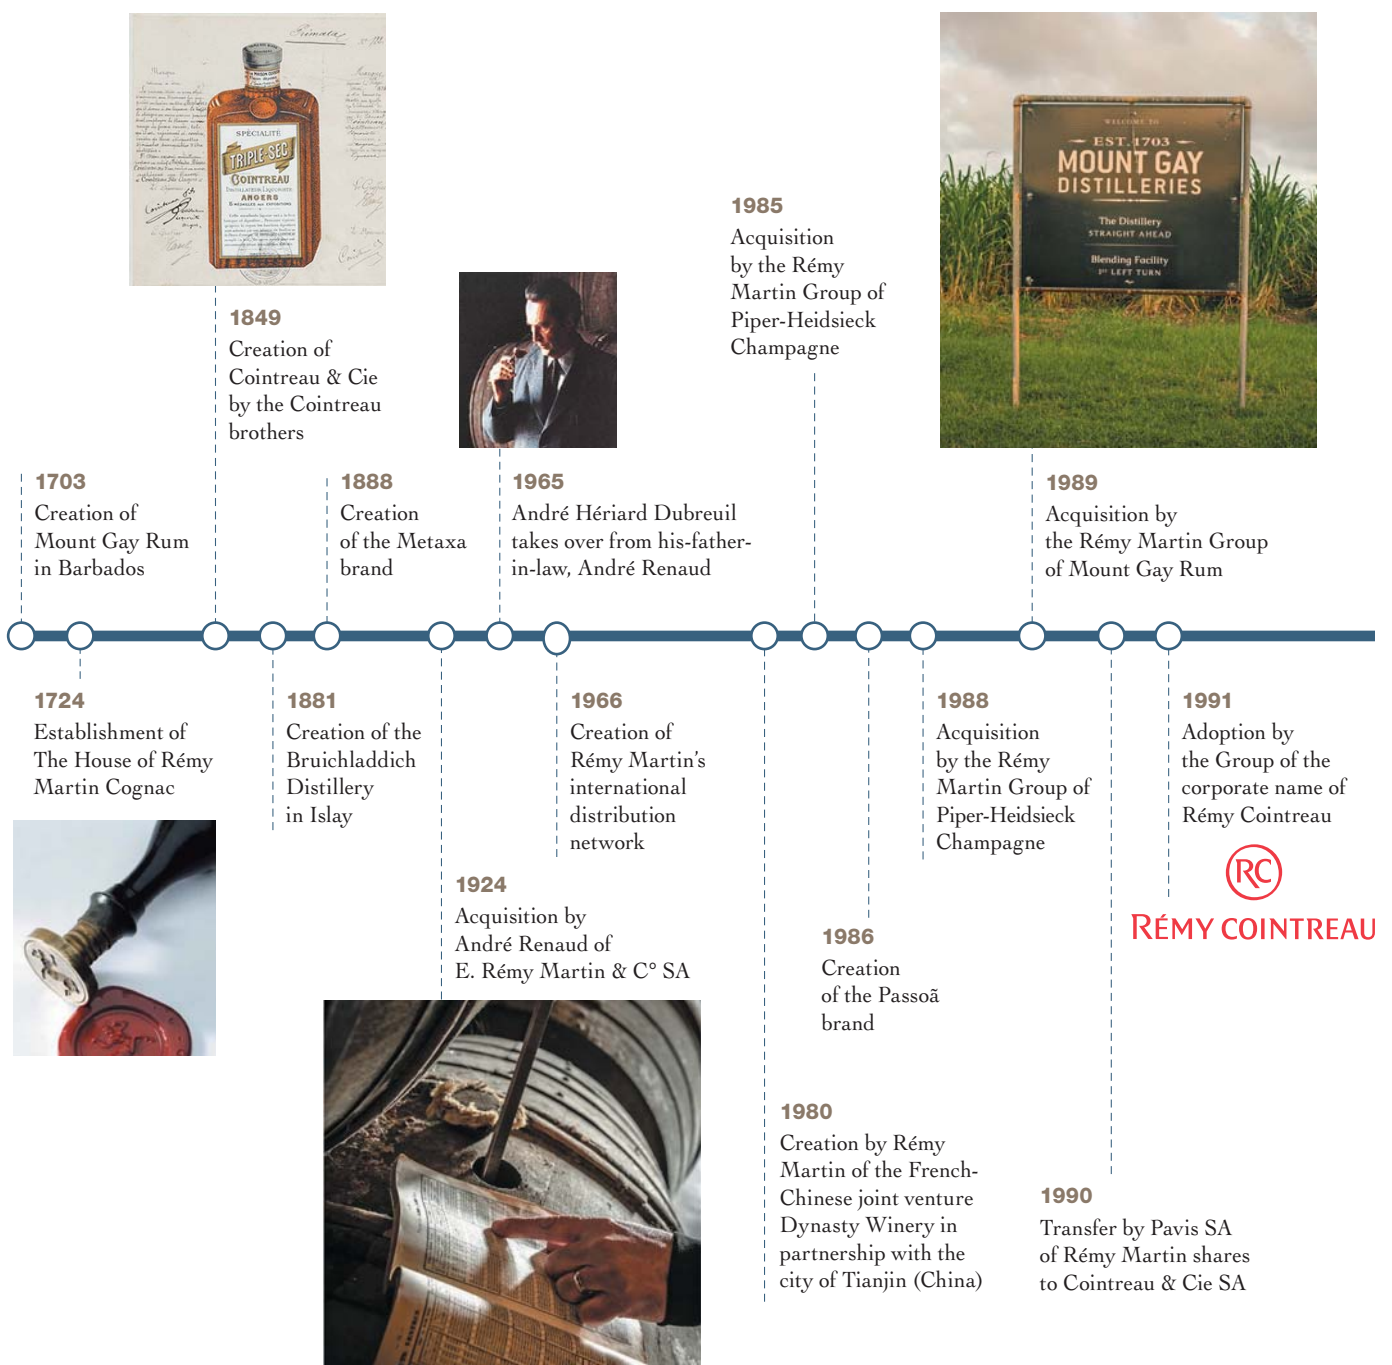 Primata
SPÉCIALITÉ
TRIPLE-SEC
COINTREAU
DISTILLATEUR LIQUORISTE
ANGERS
1849
Creation of
Cointreau & Cie
by the Cointreau
brothers
1985
Acquisition
by the Rémy
Martin Group of
Piper-Heidsieck
Champagne
WELCOME TO
EST. 1703
MOUNT GAY
DISTILLERIES
The Distillery
STRAIGHT AHEAD
Blending Facility
1ST LEFT TURN
1703
Creation of
Mount Gay Rum
in Barbados
1888
Creation
of the Metaxa
brand
1965
André Hériard Dubreuil
takes over from his-father-
in-law, André Renaud
1989
Acquisition by
the Rémy Martin Group
of Mount Gay Rum
1724
Establishment of
The House of Rémy
Martin Cognac
1881
Creation of the
Bruichladdich
Distillery
in Islay
1924
Acquisition by
André Renaud of
E. Rémy Martin & C° SA
1966
Creation of
Rémy Martin’s
international
distribution
network
1980
Creation by Rémy
Martin of the French-
Chinese joint venture
Dynasty Winery in
partnership with the
city of Tianjin (China)
1986
Creation
of the Passoã
brand
1988
Acquisition
by the Rémy
Martin Group of
Piper-Heidsieck
Champagne
1990
Transfer by Pavis SA
of Rémy Martin shares
to Cointreau & Cie SA
1991
Adoption by
the Group of the
corporate name of
Rémy Cointreau
RC
RÉMY COINTREAU